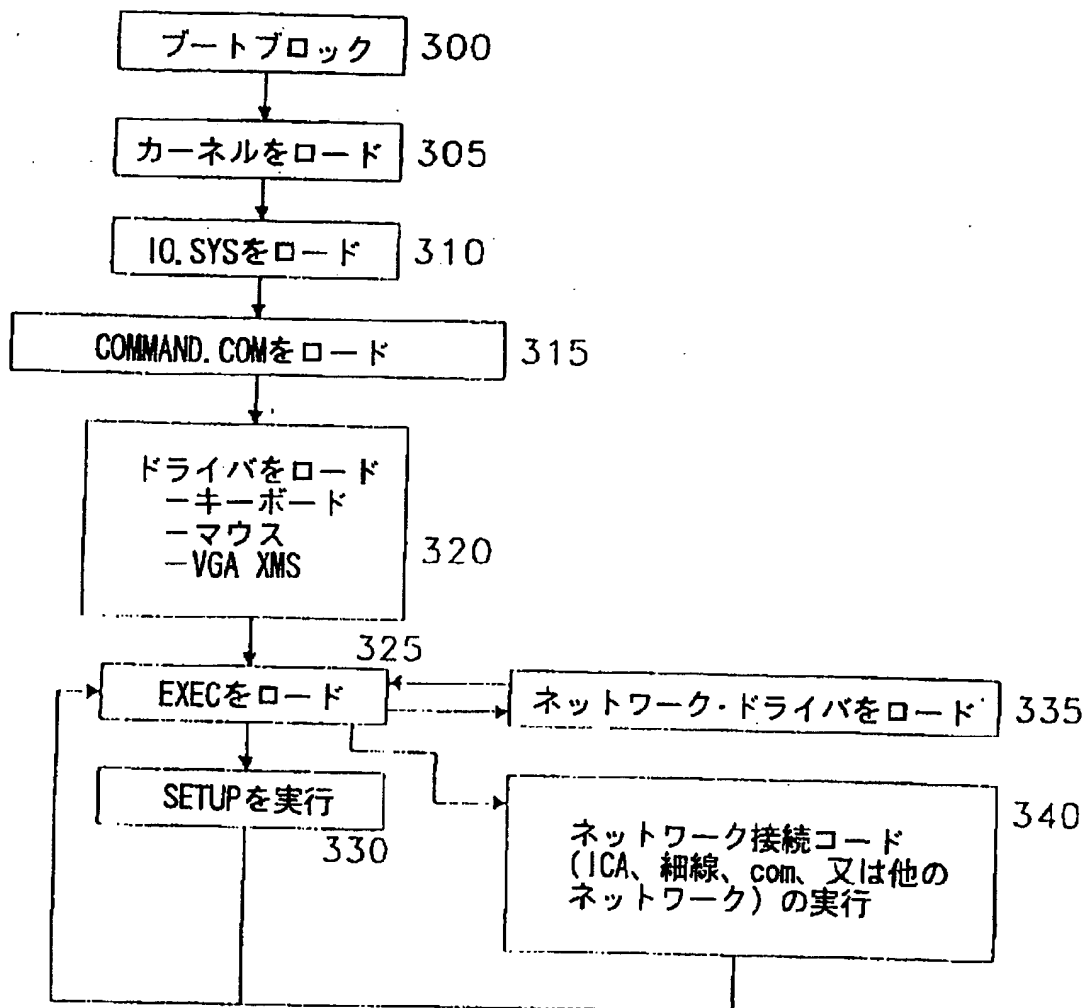 ブートブロック 300
カーネルをロード 305
IO.SYSをロード 310
COMMAND.COMをロード 315
ドライバをロード
－キーボード
－マウス
－VGA XMS
320
325
EXECをロード
ネットワーク・ドライバをロード 335
SETUPを実行
330
340
ネットワーク接続コード
(ICA、細線、com、又は他の
ネットワーク)の実行